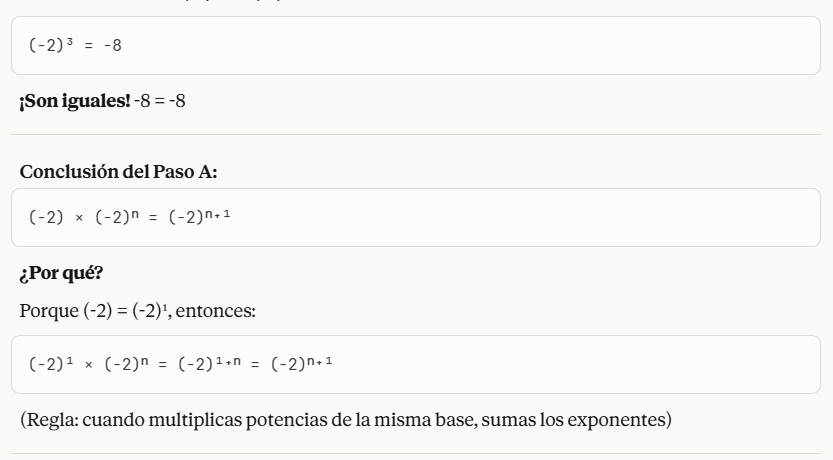 (-2)³ = -8
¡Son iguales! -8 = -8
Conclusión del Paso A:
(-2) × (-2)ⁿ = (-2)ⁿ⁺¹
¿Por qué?
Porque (-2) = (-2)¹, entonces:
(-2)¹ × (-2)ⁿ = (-2)¹⁺ⁿ = (-2)ⁿ⁺¹
(Regla: cuando multiplicas potencias de la misma base, sumas los exponentes)